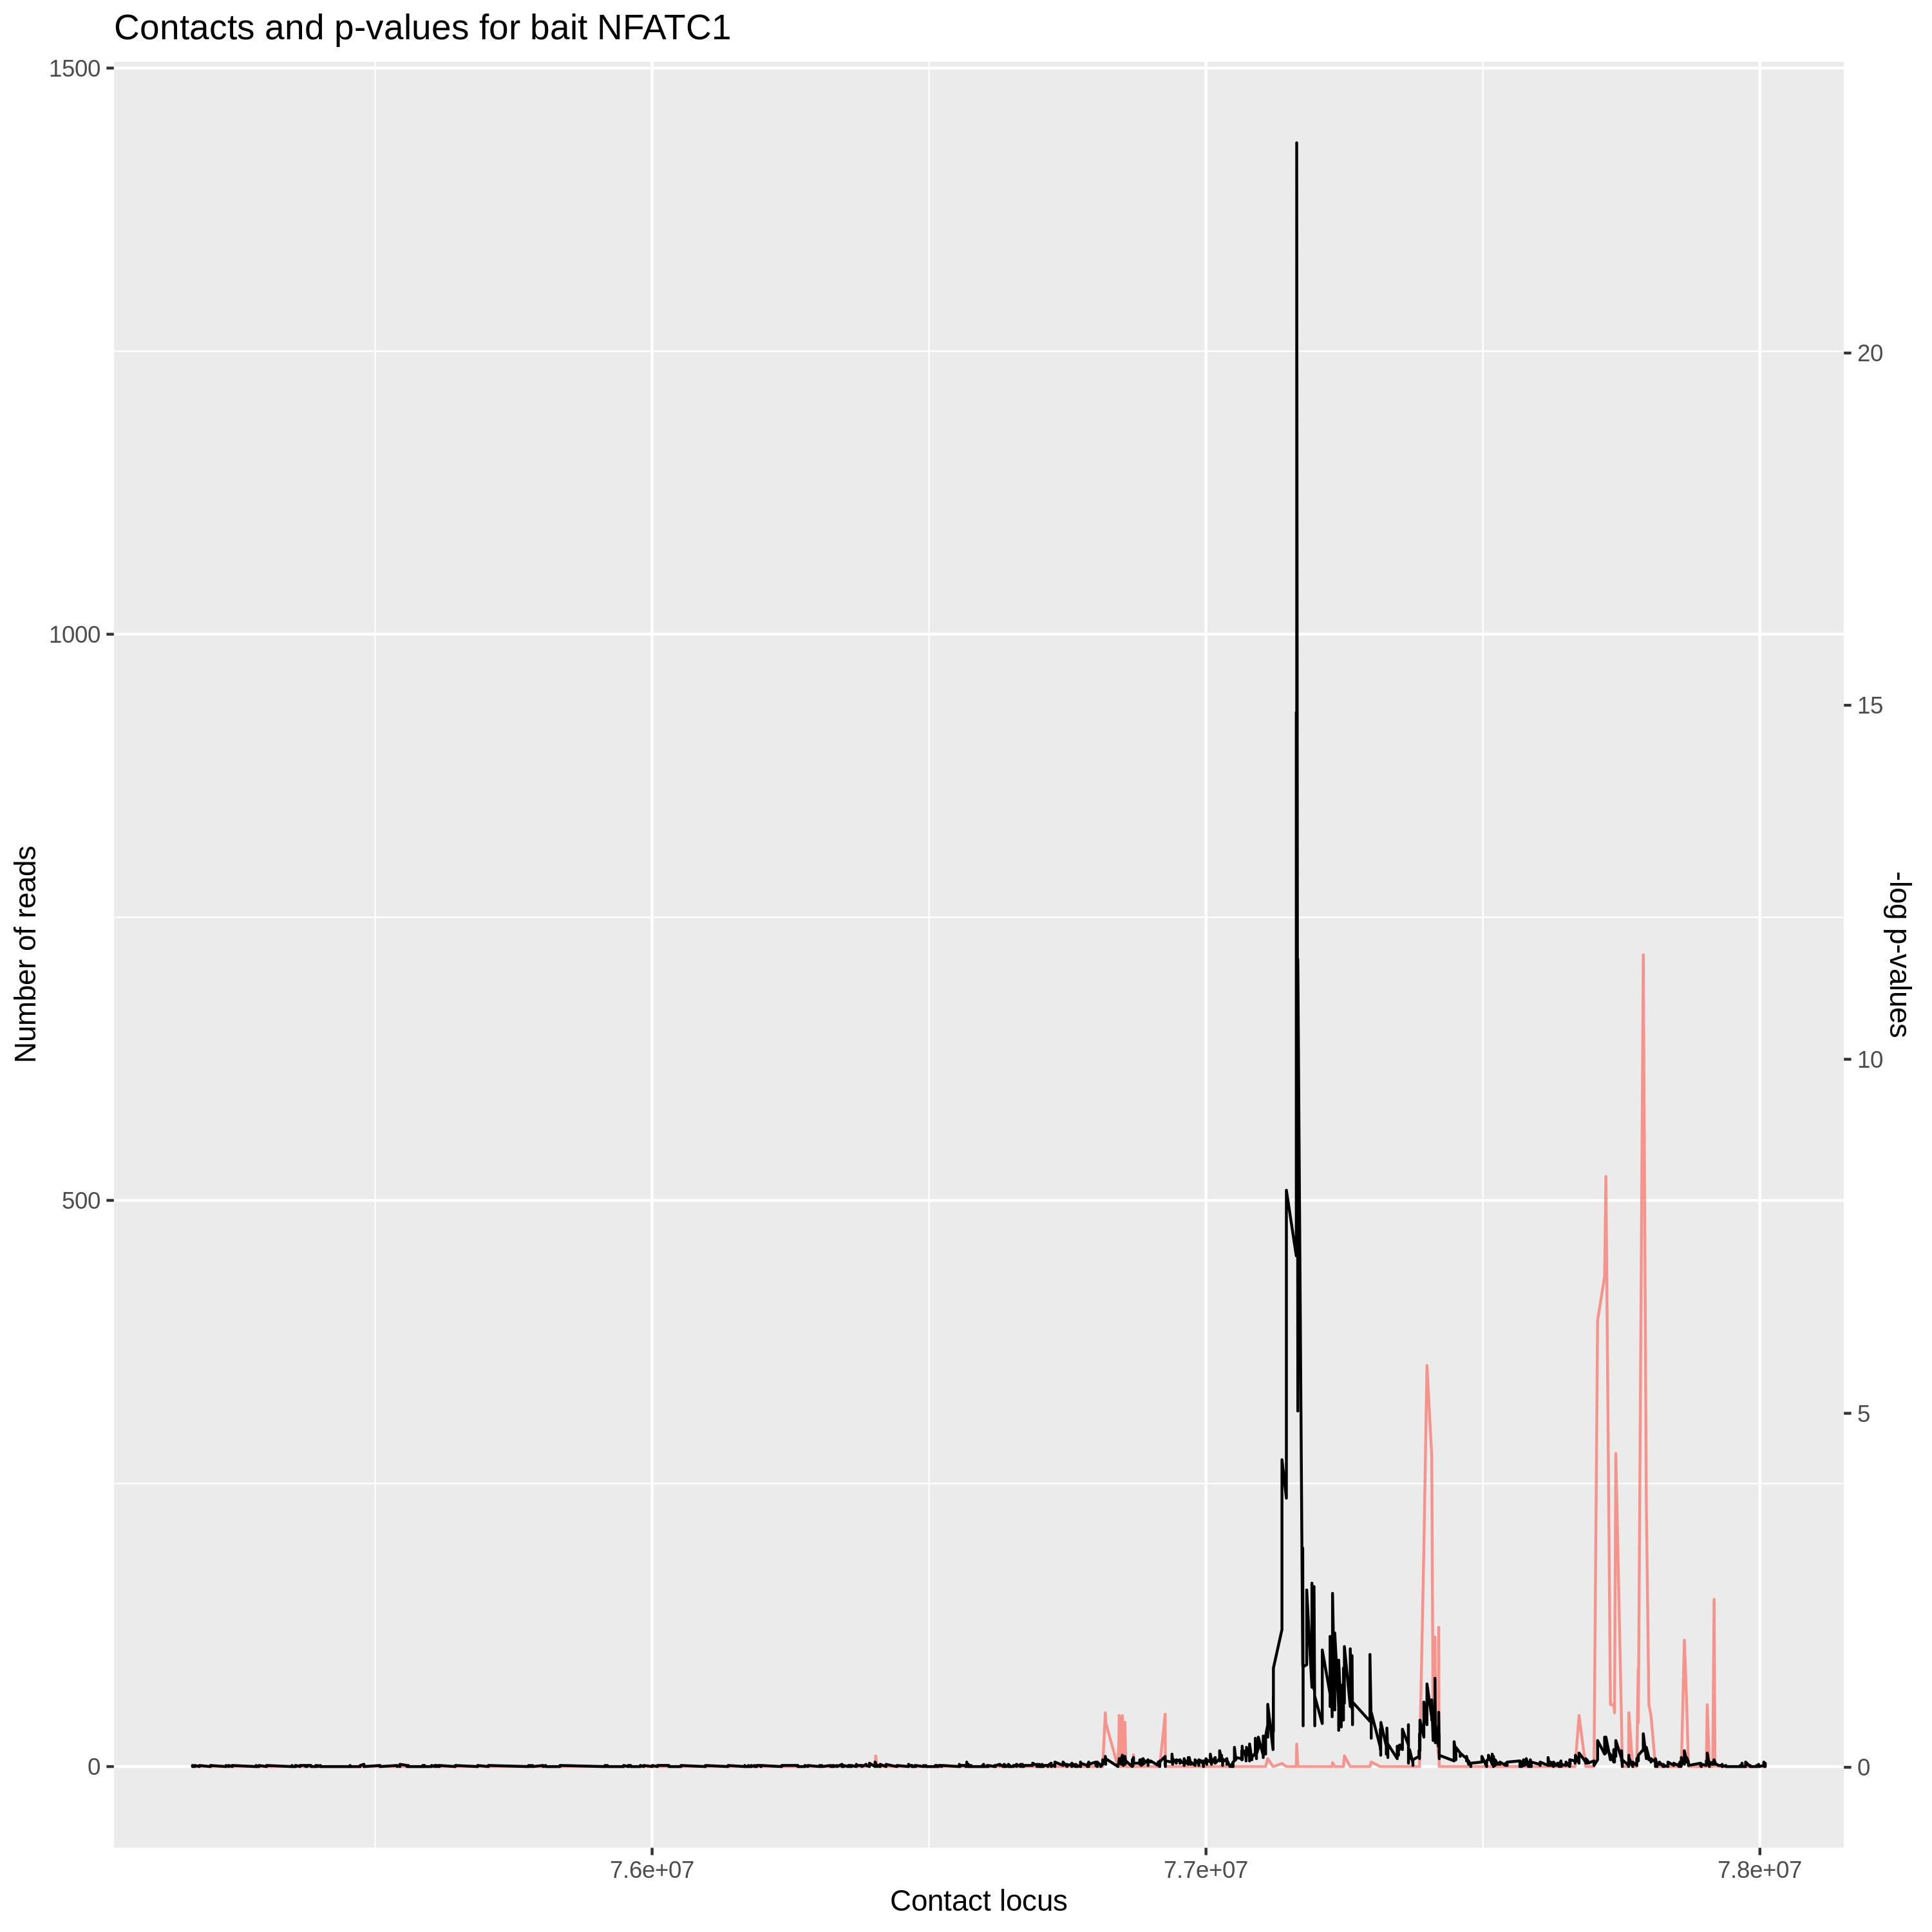 Contacts and p-values for bait NFATC1
1500
1000
500
0
20
15
10
5
0
Number of reads
-log p-values
7.6e+07
7.7e+07
7.8e+07
Contact locus